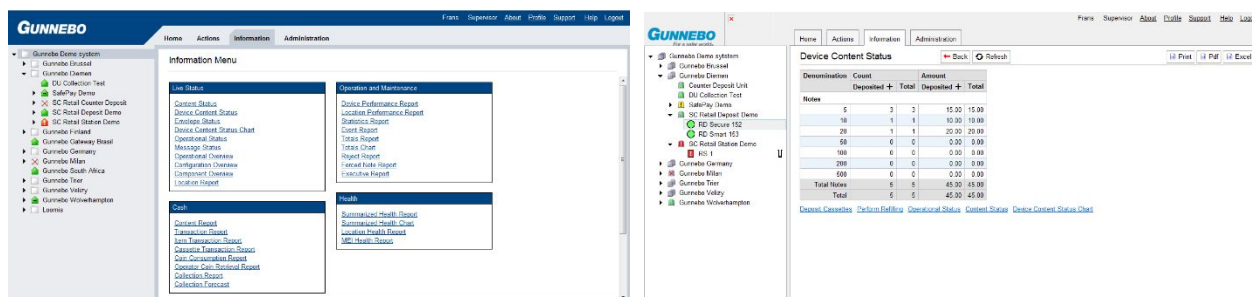 GUNNEBO
Frans Supervisor About Profile Support Help Logout
Home Actions Information Administration
Gunnebo Demo system
Gunnebo Brussel
Gunnebo Diemen
DU Collection Test
SafePay Demo
SC Retail Counter Deposit
SC Retail Deposit Demo
SC Retail Station Demo
Gunnebo Finland
Gunnebo Gateway Brasil
Gunnebo Germany
Gunnebo Milan
Gunnebo South Africa
Gunnebo Trier
Gunnebo Velizy
Gunnebo Wolverhampton
Loomis
Information Menu
Live Status
Content Status
Device Content Status
Envelope Status
Device Content Status Chart
Operational Status
Message Status
Operational Overview
Configuration Overview
Component Overview
Location Report
Cash
Content Report
Transaction Report
Item Transaction Report
Cassette Transaction Report
Coin Consumption Report
Operator Coin Retrieval Report
Collection Report
Collection Forecast
Operation and Maintenance
Device Performance Report
Location Performance Report
Statistics Report
Event Report
Totals Report
Totals Chart
Reject Report
Forced Note Report
Executive Report
Health
Summarized Health Report
Summarized Health Chart
Location Health Report
MEI Health Report
GUNNEBO
For a safer world
Frans Supervisor About Profile Support Help
Home Actions Information Administration
Gunnebo Demo system
Gunnebo Brussel
Gunnebo Diemen
Counter Deposit Unit
DU Collection Test
SafePay Demo
SC Retail Deposit Demo
RD Secure 152
RD Smart 153
SC Retail Station Demo
RS 1
Gunnebo Germany
Gunnebo Milan
Gunnebo Trier
Gunnebo Velizy
Gunnebo Wolverhampton
Device Content Status
Back Refresh
Print Pdf Excel
Denomination Count Amount
Deposited + Total Deposited + Total
Notes
5 3 3 15.00 15.00
10 1 1 10.00 10.00
20 1 1 20.00 20.00
50 0 0 0.00 0.00
100 0 0 0.00 0.00
200 0 0 0.00 0.00
500 0 0 0.00 0.00
Total Notes 5 5 45.00 45.00
Total 5 5 45.00 45.00
Deposit Cassettes Perform Refilling Operational Status Content Status Device Content Status Chart